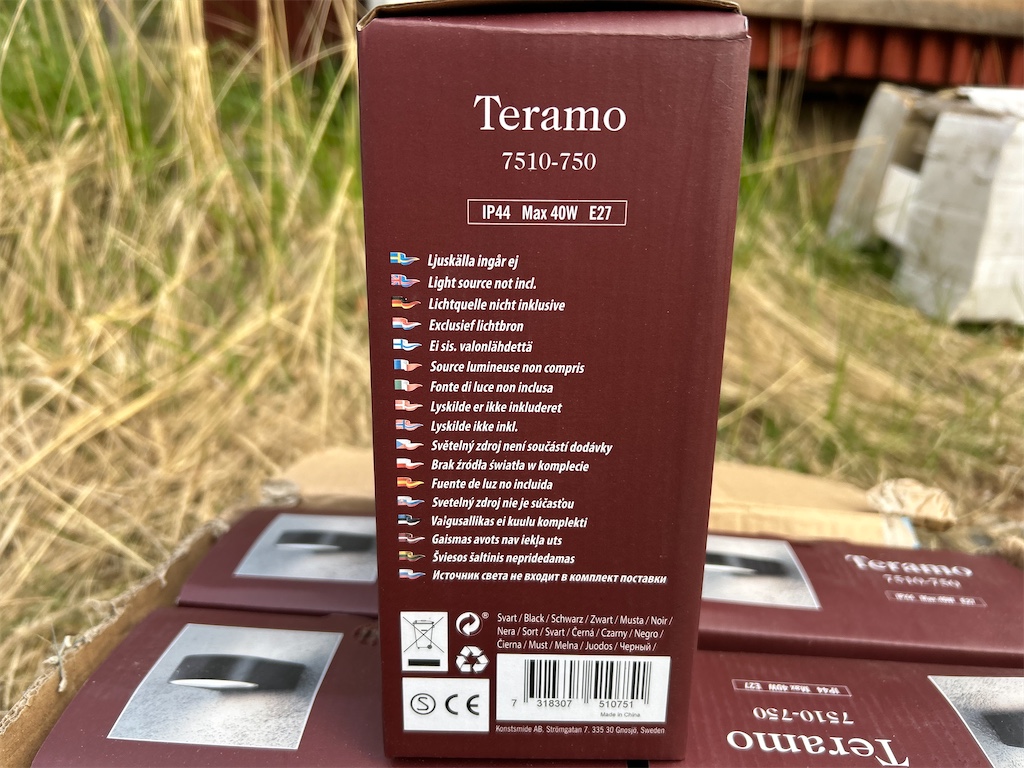 Teramo
7510-750
IP44 Max 40W E27
Ljuskälla ingår ej
Light source not incl.
Lichtquelle nicht inklusive
Exclusief lichtbron
Ei sis. valonlähdettä
Source lumineuse non compris
Fonte di luce non inclusa
Lyskilde er ikke inkluderet
Lyskilde ikke inkl.
Světelný zdroj není součástí dodávky
Brak źródła światła w komplecie
Fuente de luz no incluida
Svetelný zdroj nie je súčasťou
Vaigusallikas ei kuulu komplekti
Gaismas avots nav iekļa uts
Šviesos šaltinis nepridedamas
Источник света не входит в комплект поставки
Svart / Black / Schwarz / Zwart / Musta / Noir /
Nera / Sort / Svart / Černá / Czarny / Negro /
Čierna / Must / Melna / Juodos / Черный /
®
S CE
7 318307 510751
Made in China
Konstsmide AB. Strömgatan 7. 335 30 Gnosjö, Sweden
Teramo
7510-750
IP44 Max 40W E27
IP44 Max 40W E27
7510-750
Teramo